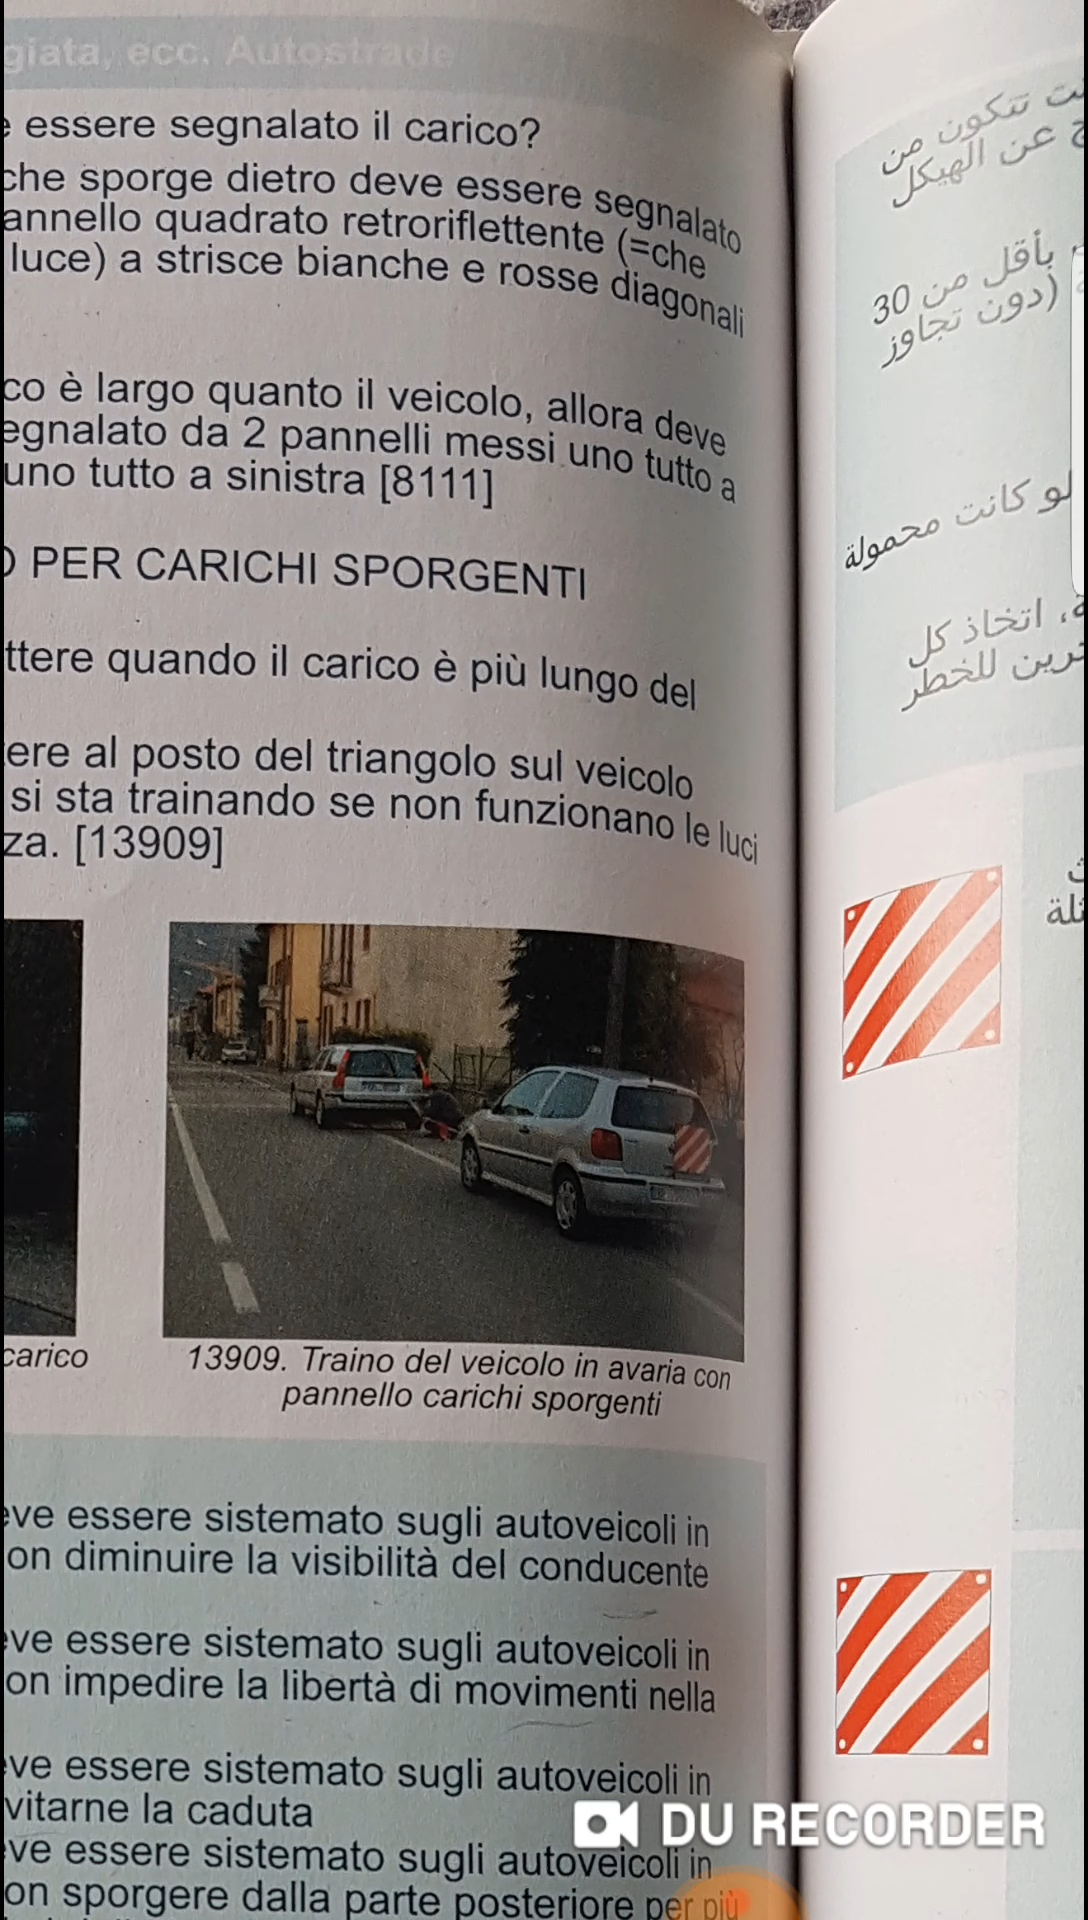 giata, ecc. Autostrade
essere segnalato il carico?
che sporge dietro deve essere segnalato
annello quadrato retroriflettente (=che
luce) a strisce bianche e rosse diagonali
co è largo quanto il veicolo, allora deve
egnalato da 2 pannelli messi uno tutto a
uno tutto a sinistra [8111]
PER CARICHI SPORGENTI
ttere quando il carico è più lungo del
ere al posto del triangolo sul veicolo
si sta trainando se non funzionano le luci
za. [13909]
carico
13909. Traino del veicolo in avaria con
pannello carichi sporgenti
ve essere sistemato sugli autoveicoli in
on diminuire la visibilità del conducente
ve essere sistemato sugli autoveicoli in
on impedire la libertà di movimenti nella
ve essere sistemato sugli autoveicoli in
vitarne la caduta
ve essere sistemato sugli autoveicoli in
on sporgere dalla parte posteriore per più
تتكون من
عن الهيكل
بأقل من 30
(دون تجاوز
لو كانت محمولة
اتخاذ كل
للخطر
DU RECORDER